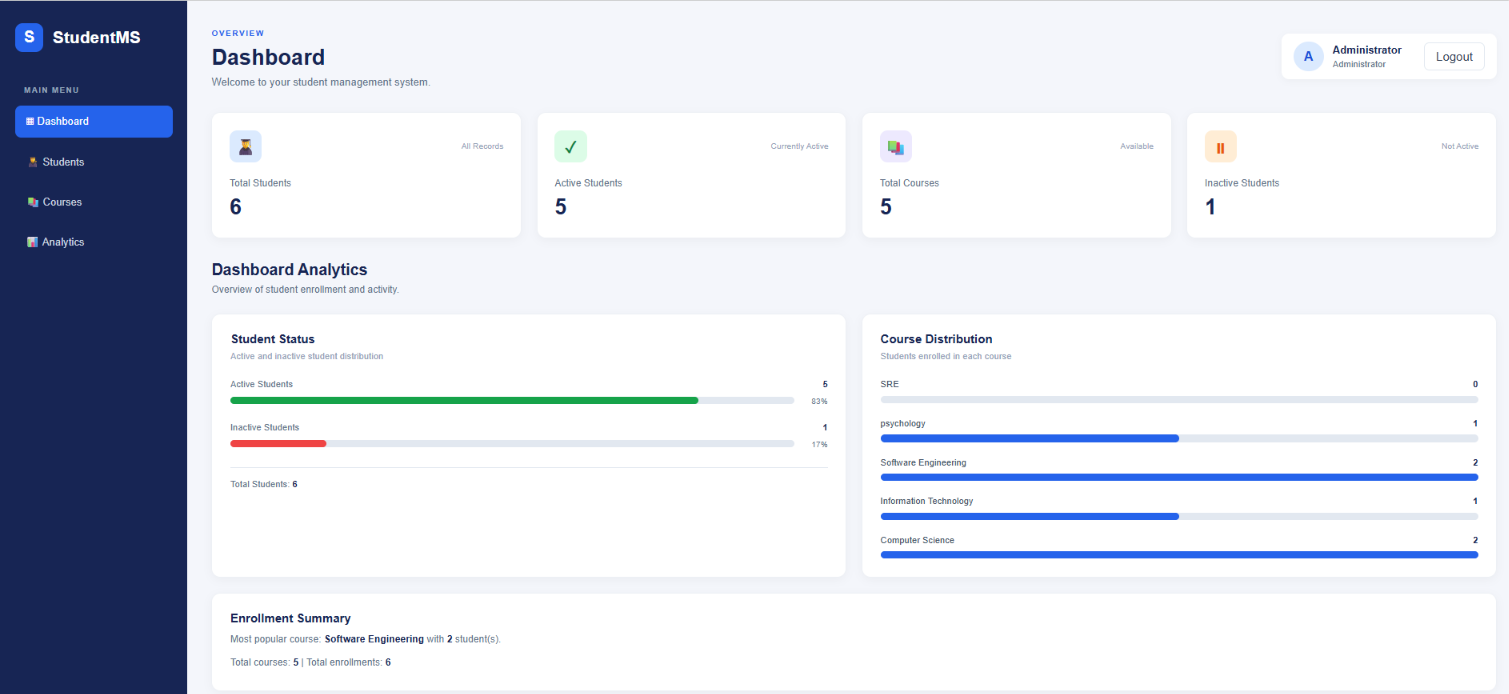 S StudentMS
MAIN MENU
Dashboard
Students
Courses
Analytics
OVERVIEW
Dashboard
Welcome to your student management system.
A
Administrator
Administrator
Logout
All Records
Total Students
6
Currently Active
Active Students
5
Available
Total Courses
5
Not Active
Inactive Students
1
Dashboard Analytics
Overview of student enrollment and activity.
Student Status
Active and inactive student distribution
Active Students 5
83%
Inactive Students 1
17%
Total Students: 6
Course Distribution
Students enrolled in each course
SRE 0
psychology 1
Software Engineering 2
Information Technology 1
Computer Science 2
Enrollment Summary
Most popular course: Software Engineering with 2 student(s).
Total courses: 5 | Total enrollments: 6